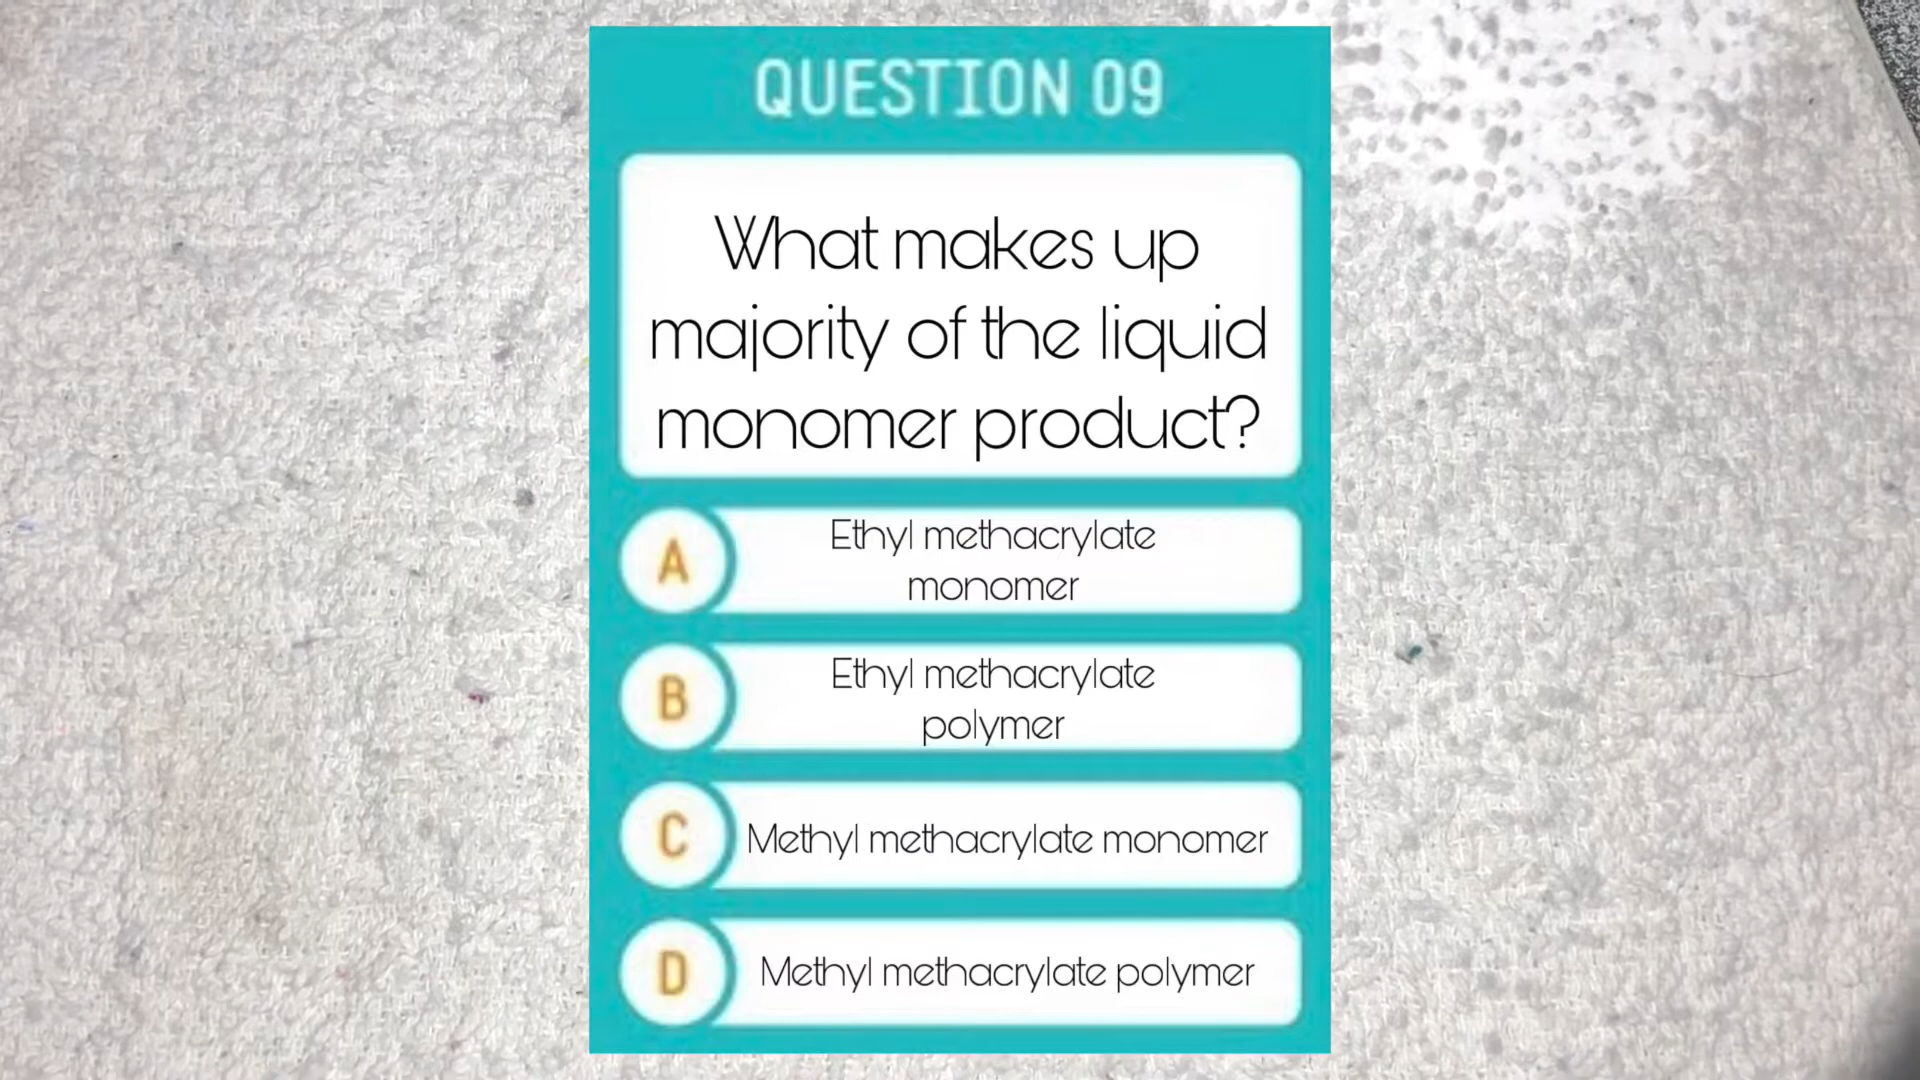 QUESTION 09
What makes up
majority of the liquid
monomer product?
A
Ethyl methacrylate
monomer
B
Ethyl methacrylate
polymer
C
Methyl methacrylate monomer
D
Methyl methacrylate polymer